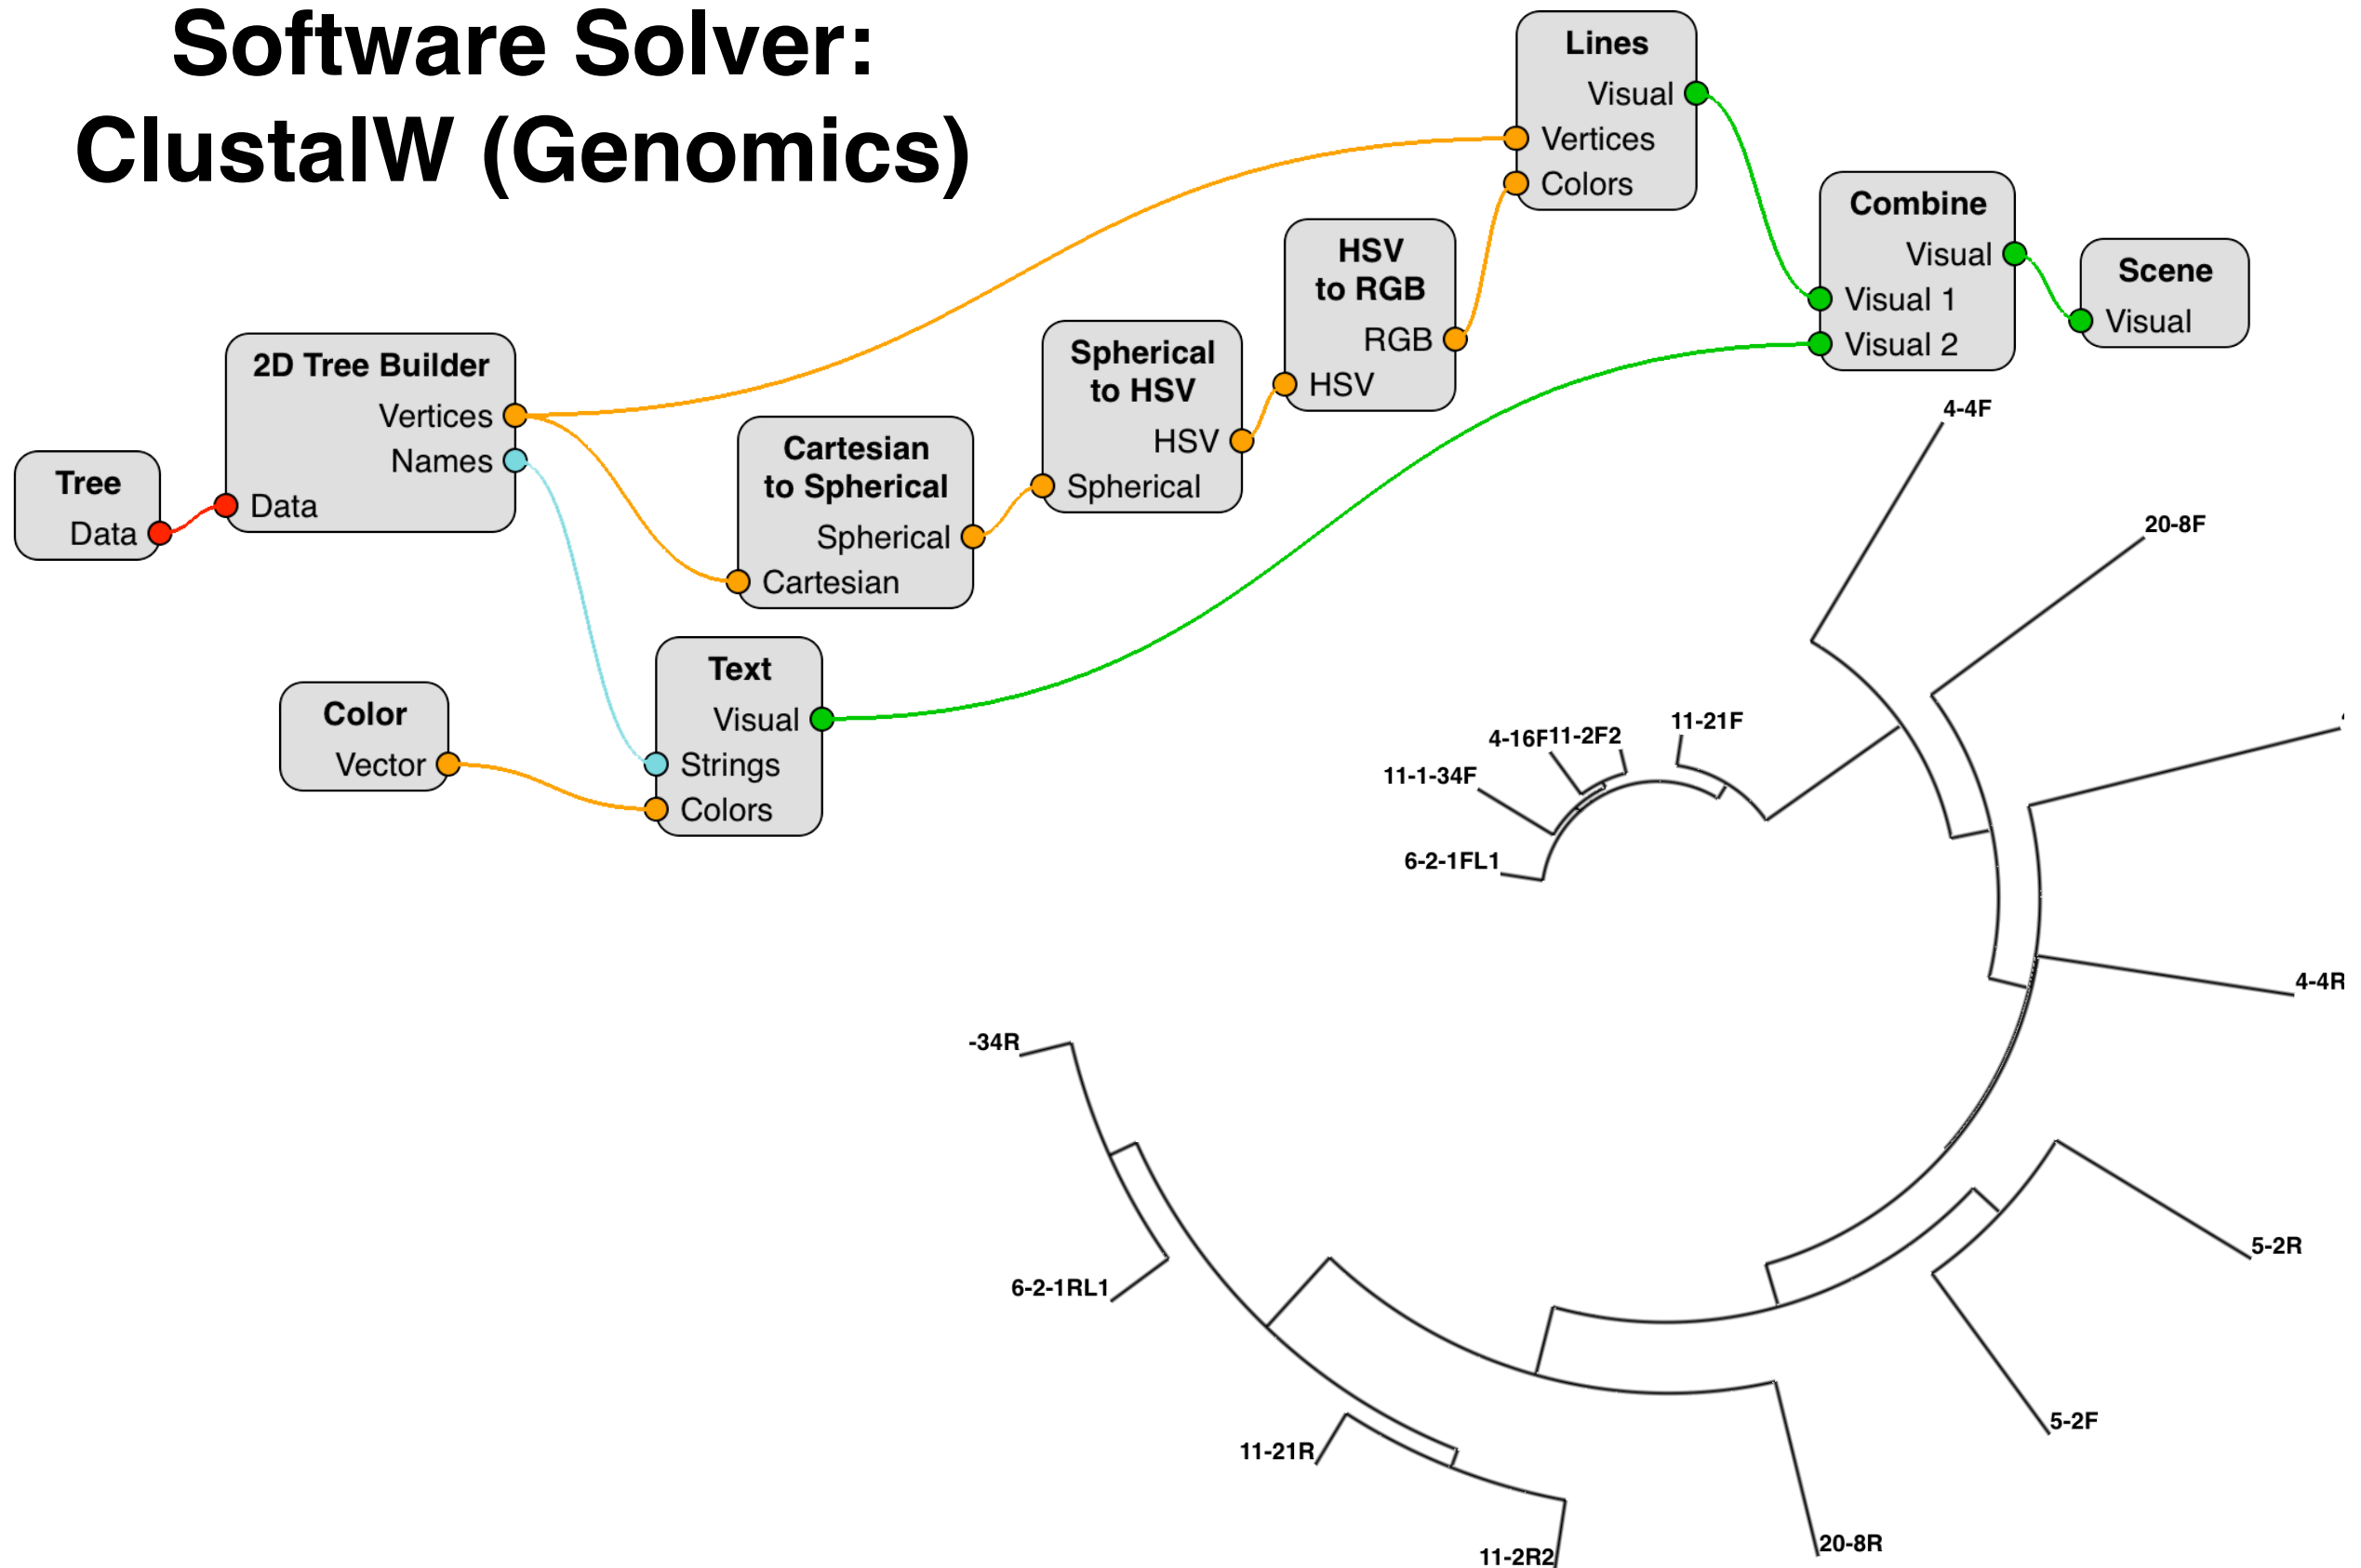 Software Solver:
ClustalW (Genomics)
Lines
Visual
Vertices
Colors
Combine
Visual
Visual 1
Visual 2
Scene
Visual
HSV
to RGB
RGB
HSV
Spherical
to HSV
HSV
Spherical
2D Tree Builder
Vertices
Names
Data
Tree
Data
Cartesian
to Spherical
Spherical
Cartesian
Text
Visual
Strings
Colors
Color
Vector
4-4F
20-8F
11-21F
4-16F
11-2F2
11-1-34F
6-2-1FL1
4-4R
-34R
5-2R
6-2-1RL1
5-2F
11-21R
20-8R
11-2R2